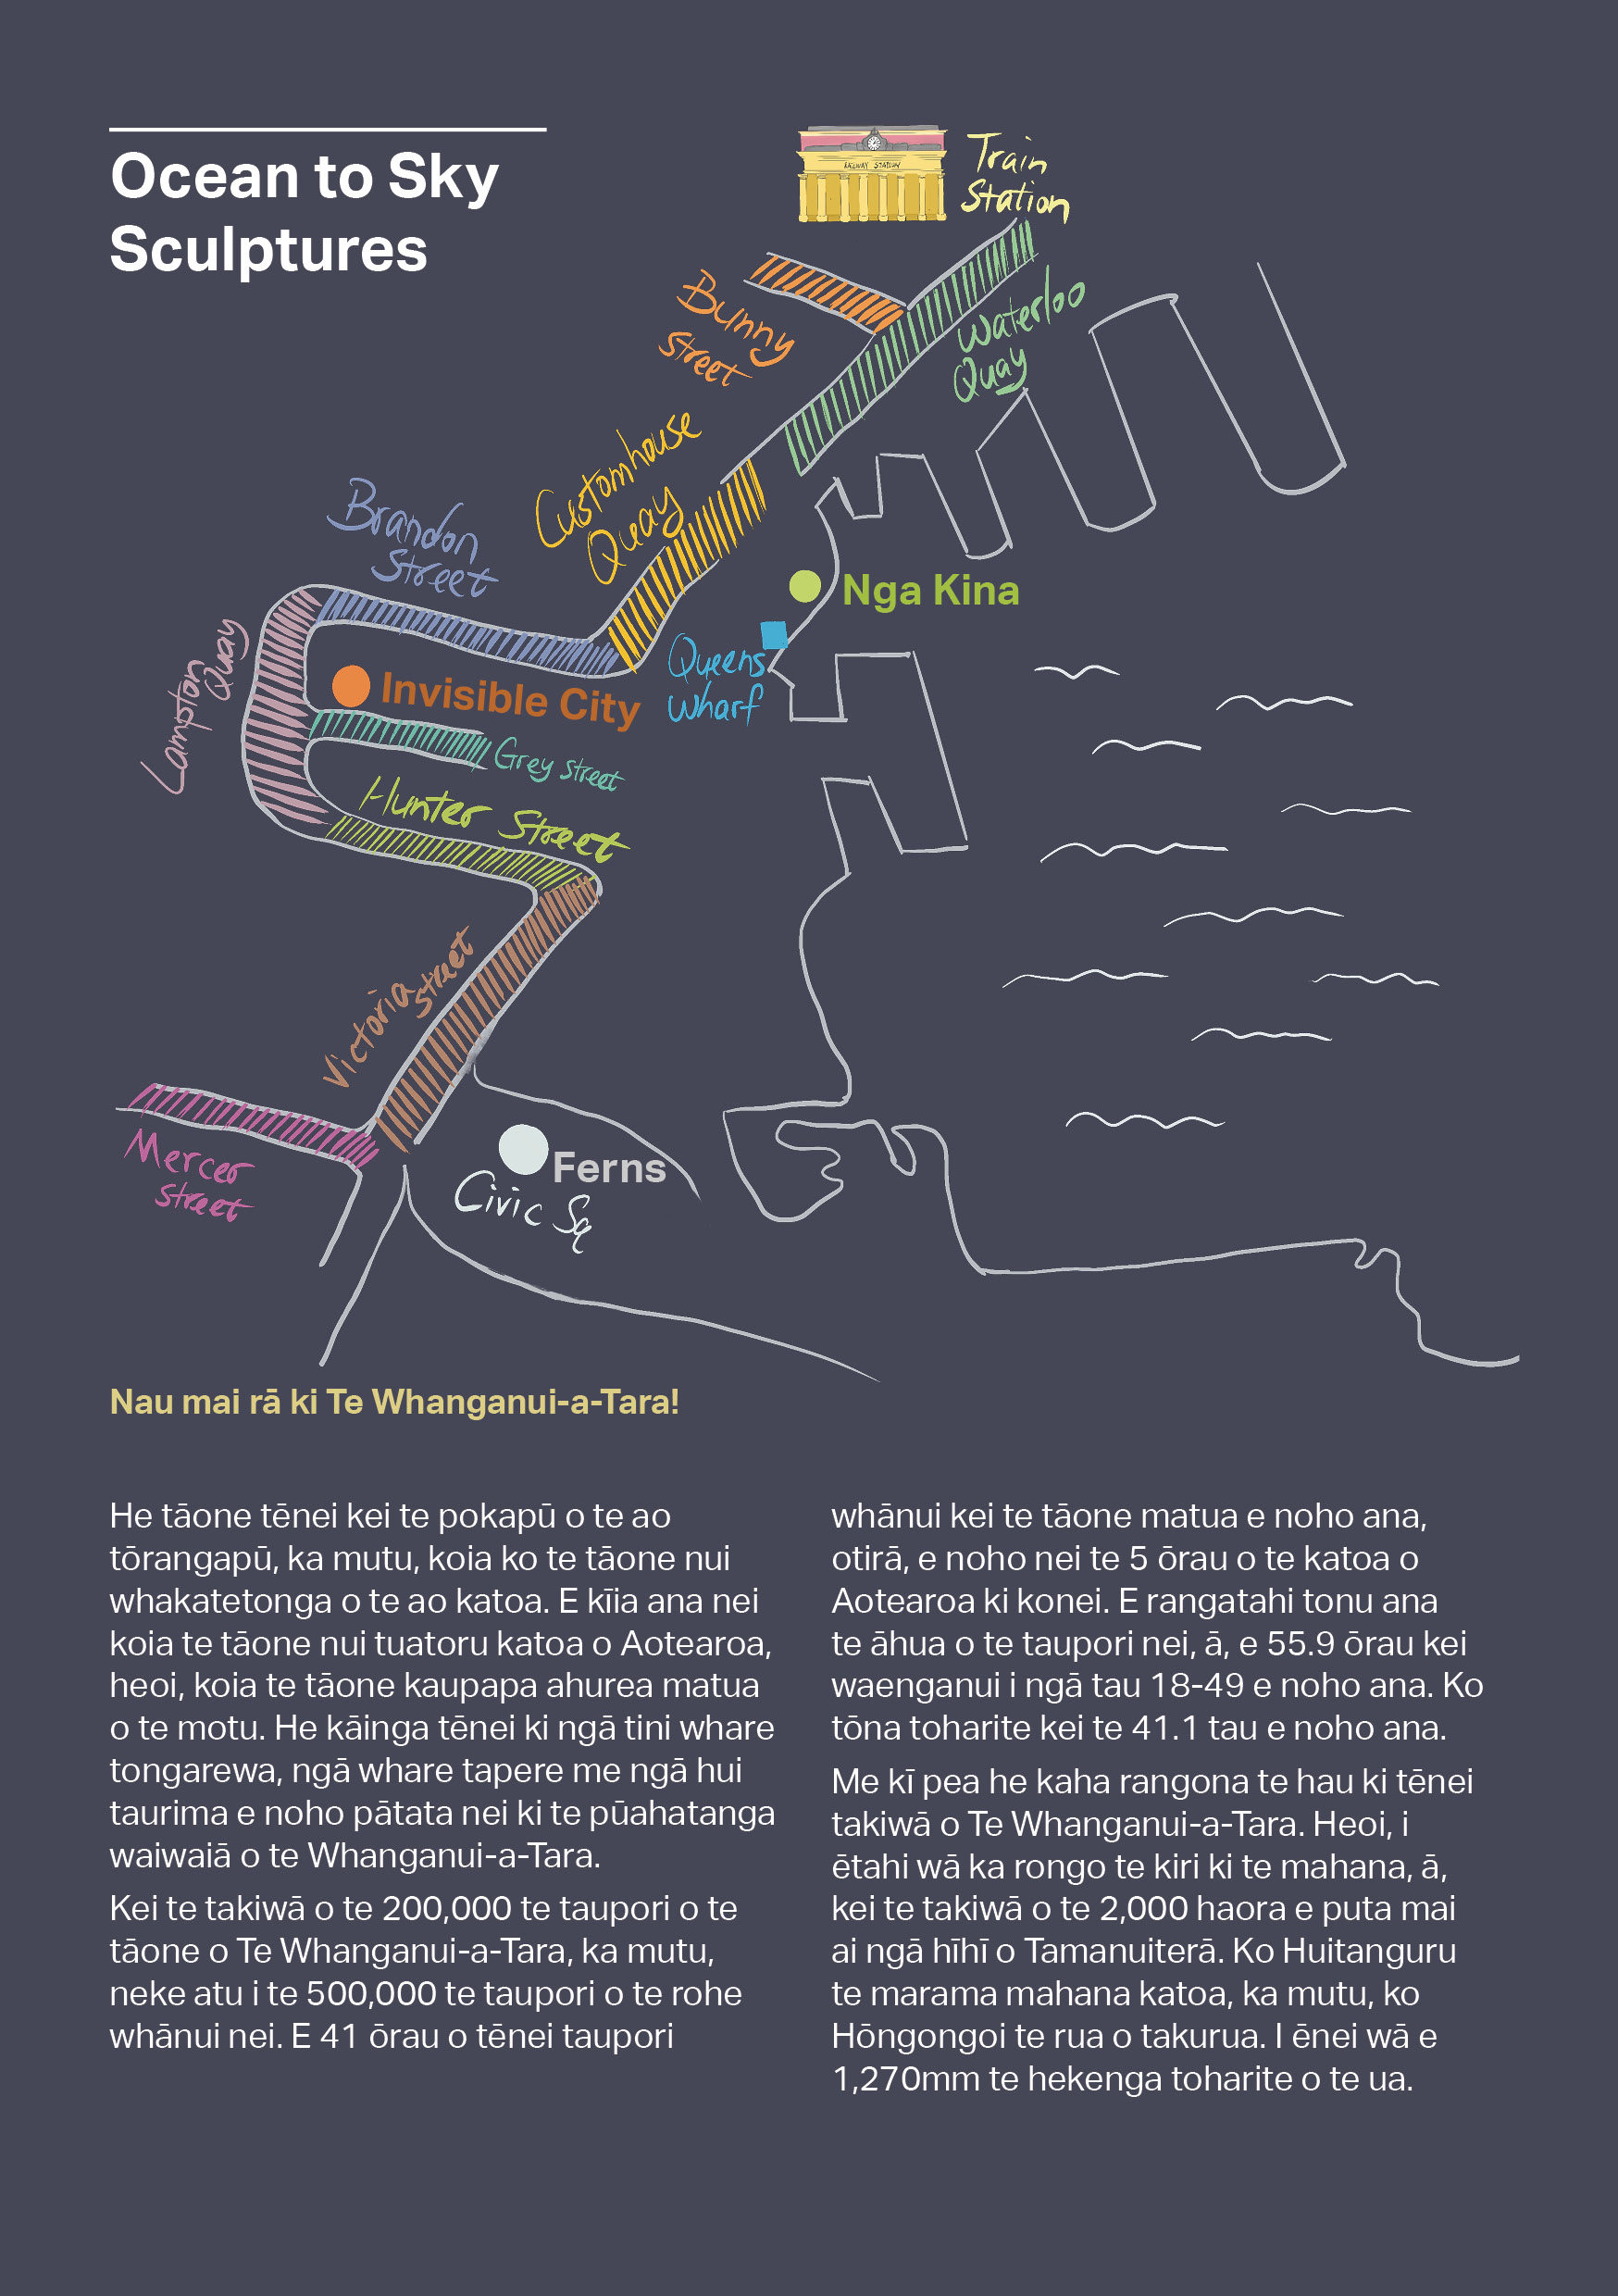 Ocean to Sky
Sculptures
RAILWAY STATION
Train
Station
Bunny
Street
Waterloo
Quay
Customhouse
Quay
Brandon
Street
Nga Kina
Lampton
Quay
Invisible City
Queens
Wharf
Grey Street
Hunter Street
Victoria
Street
Mercer
Street
Ferns
Civic Sq
Nau mai rā ki Te Whanganui-a-Tara!
He tāone tēnei kei te pokapū o te ao
tōrangapū, ka mutu, koia ko te tāone nui
whakatetonga o te ao katoa. E kīia ana nei
koia te tāone nui tuatoru katoa o Aotearoa,
heoi, koia te tāone kaupapa ahurea matua
o te motu. He kāinga tēnei ki ngā tini whare
tongarewa, ngā whare tapere me ngā hui
taurima e noho pātata nei ki te pūahatanga
waiwaiā o te Whanganui-a-Tara.
Kei te takiwā o te 200,000 te taupori o te
tāone o Te Whanganui-a-Tara, ka mutu,
neke atu i te 500,000 te taupori o te rohe
whānui nei. E 41 ōrau o tēnei taupori
whānui kei te tāone matua e noho ana,
otirā, e noho nei te 5 ōrau o te katoa o
Aotearoa ki konei. E rangatahi tonu ana
te āhua o te taupori nei, ā, e 55.9 ōrau kei
waenganui i ngā tau 18-49 e noho ana. Ko
tōna toharite kei te 41.1 tau e noho ana.
Me kī pea he kaha rangona te hau ki tēnei
takiwā o Te Whanganui-a-Tara. Heoi, i
ētahi wā ka rongo te kiri ki te mahana, ā,
kei te takiwā o te 2,000 haora e puta mai
ai ngā hīhī o Tamanuiterā. Ko Huitanguru
te marama mahana katoa, ka mutu, ko
Hōngongoi te rua o takurua. I ēnei wā e
1,270mm te hekenga toharite o te ua.